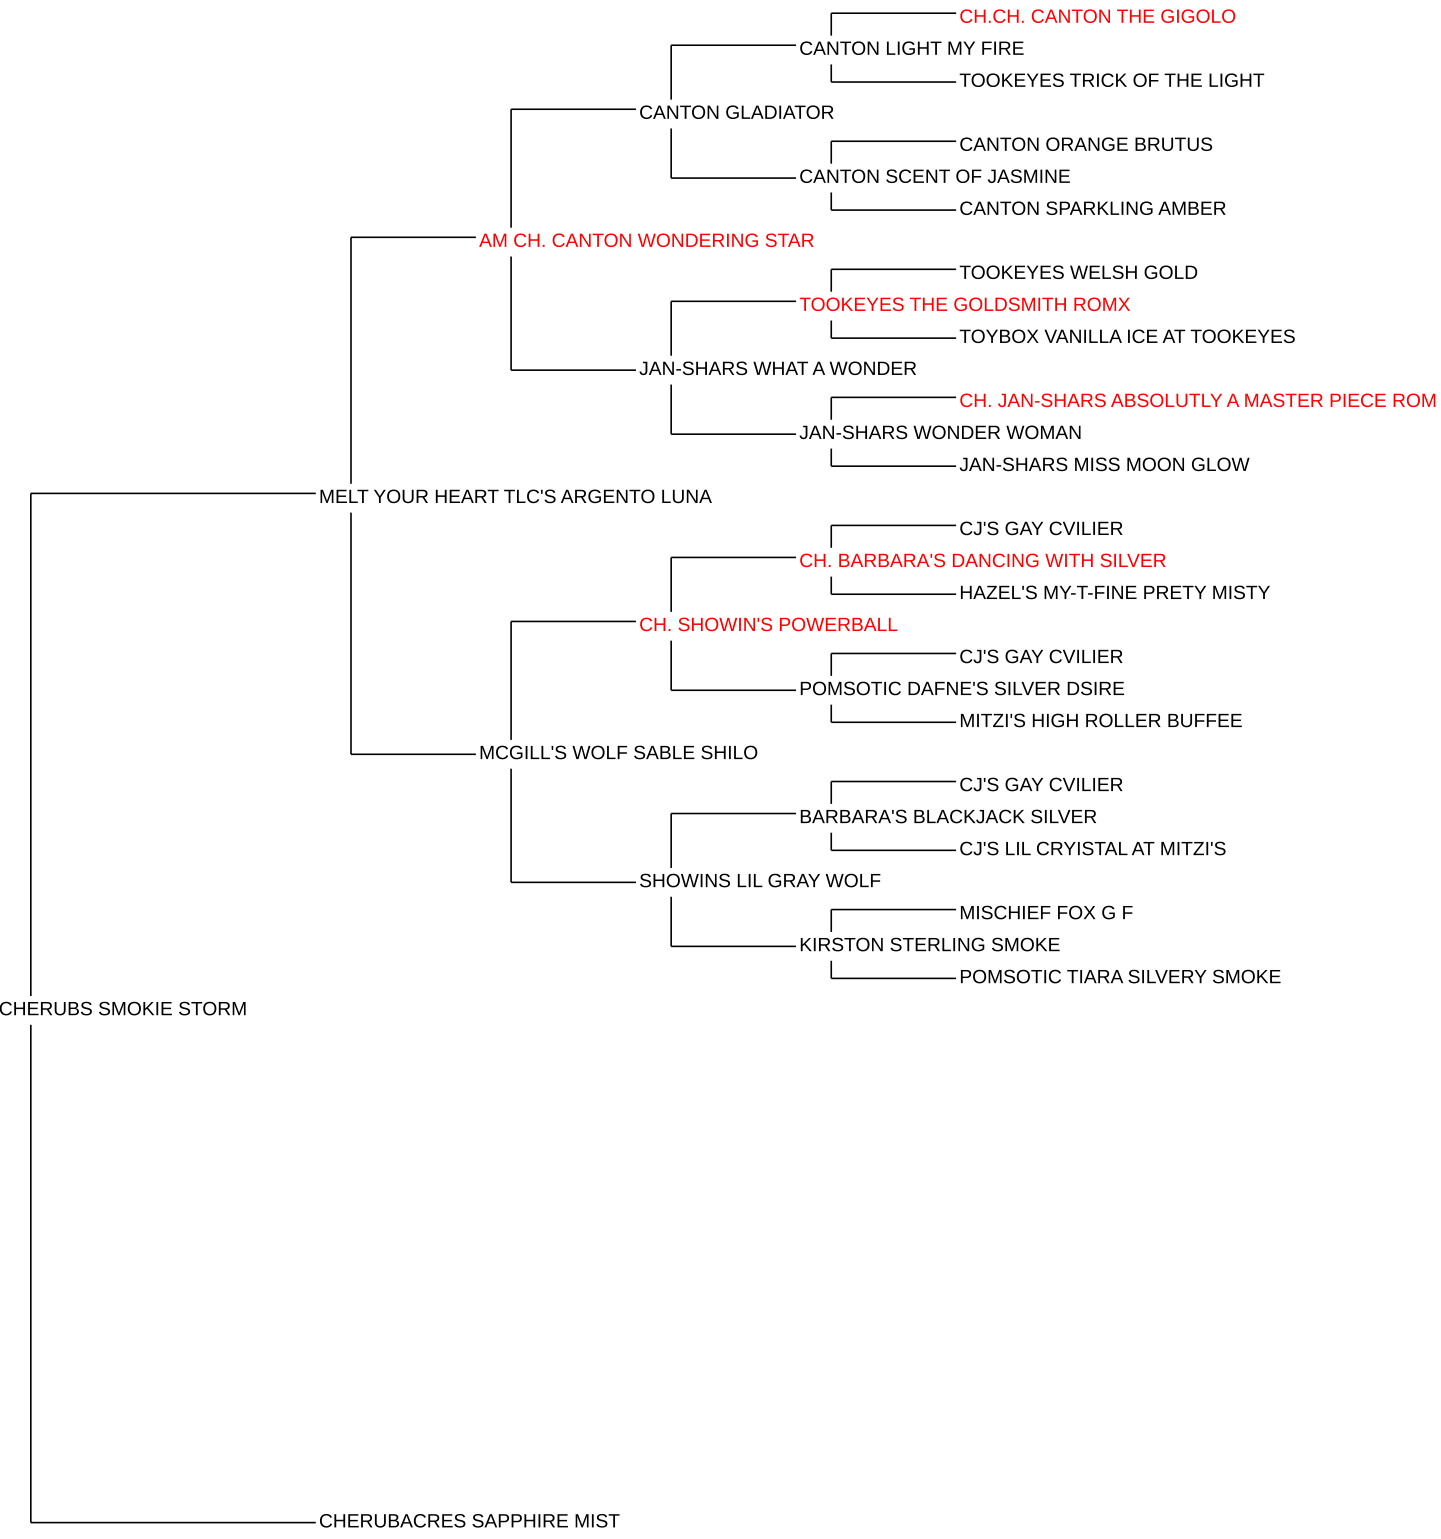 CH.CH. CANTON THE GIGOLO
CANTON LIGHT MY FIRE
TOOKEYES TRICK OF THE LIGHT
CANTON GLADIATOR
CANTON ORANGE BRUTUS
CANTON SCENT OF JASMINE
CANTON SPARKLING AMBER
AM CH. CANTON WONDERING STAR
TOOKEYES WELSH GOLD
TOOKEYES THE GOLDSMITH ROMX
TOYBOX VANILLA ICE AT TOOKEYES
JAN-SHARS WHAT A WONDER
CH. JAN-SHARS ABSOLUTLY A MASTER PIECE ROM
JAN-SHARS WONDER WOMAN
JAN-SHARS MISS MOON GLOW
MELT YOUR HEART TLC'S ARGENTO LUNA
CJ'S GAY CVILIER
CH. BARBARA'S DANCING WITH SILVER
HAZEL'S MY-T-FINE PRETY MISTY
CH. SHOWIN'S POWERBALL
CJ'S GAY CVILIER
POMSOTIC DAFNE'S SILVER DSIRE
MITZI'S HIGH ROLLER BUFFEE
MCGILL'S WOLF SABLE SHILO
CJ'S GAY CVILIER
BARBARA'S BLACKJACK SILVER
CJ'S LIL CRYISTAL AT MITZI'S
SHOWINS LIL GRAY WOLF
MISCHIEF FOX G F
KIRSTON STERLING SMOKE
POMSOTIC TIARA SILVERY SMOKE
CHERUBS SMOKIE STORM
CHERUBACRES SAPPHIRE MIST